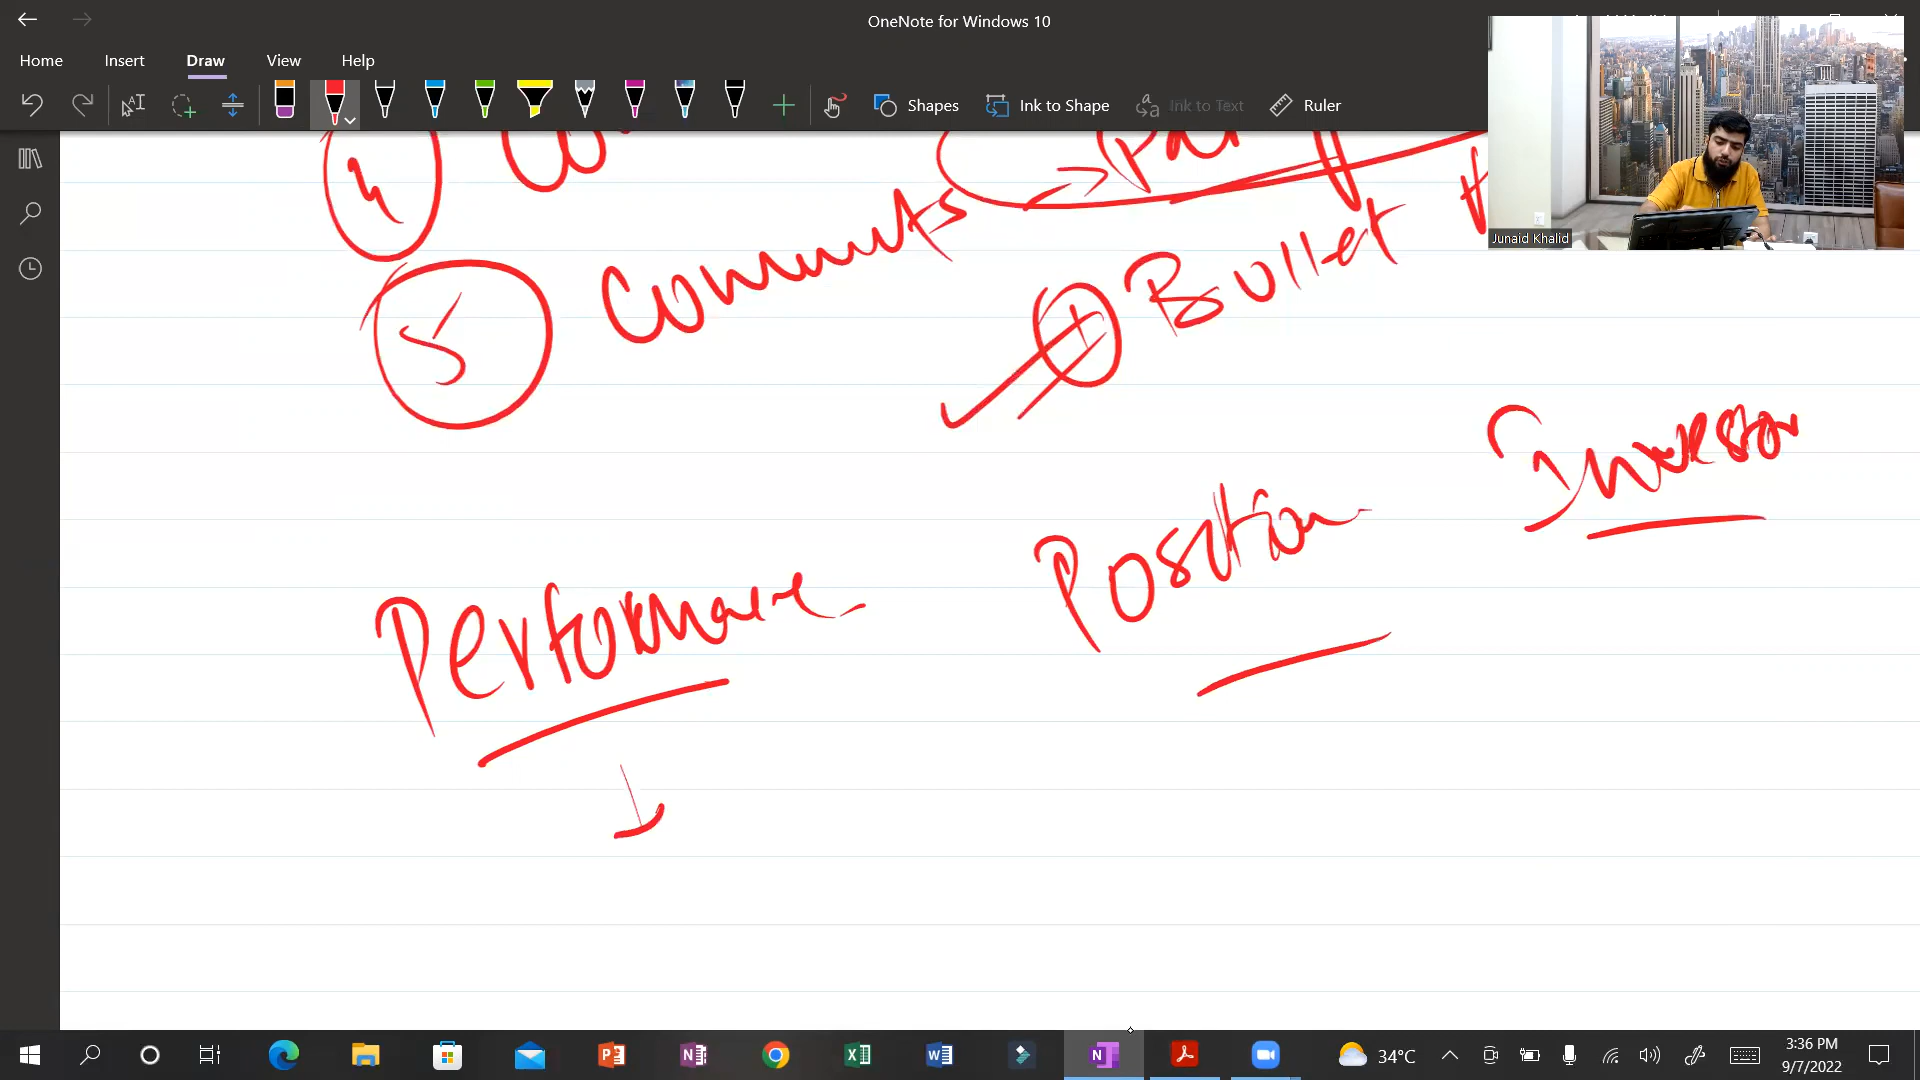 OneNote for Windows 10
Home Insert Draw View Help
Shapes Ink to Shape Ink to Text Ruler
Junaid Khalid
4
5 Comments
+ Bullet
Investor
Position
Performance
34°C
3:36 PM
9/7/2022